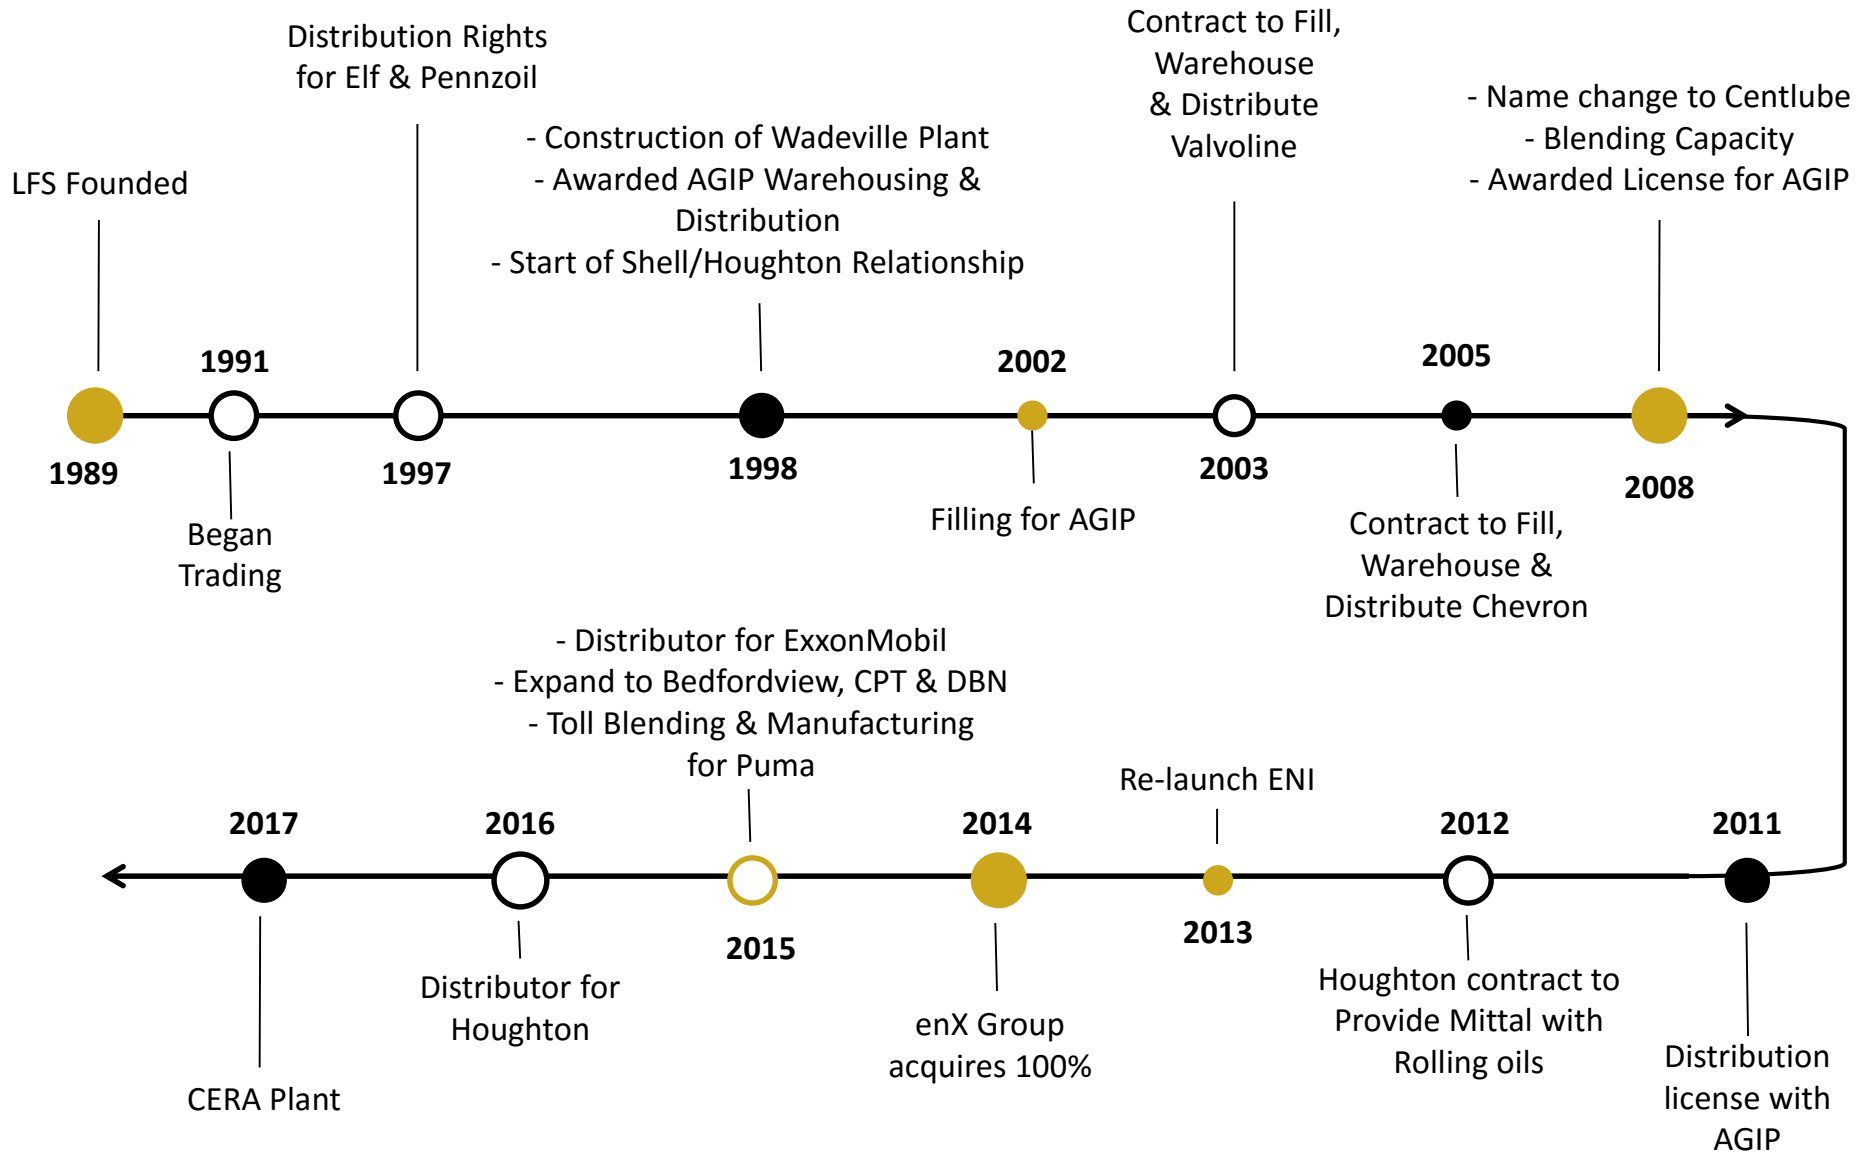 LFS Founded
1989
1991
Began
Trading
Distribution Rights
for Elf & Pennzoil
1997
- Construction of Wadeville Plant
- Awarded AGIP Warehousing &
Distribution
- Start of Shell/Houghton Relationship
1998
2002
Filling for AGIP
Contract to Fill,
Warehouse
& Distribute
Valvoline
2003
2005
Contract to Fill,
Warehouse &
Distribute Chevron
- Name change to Centlube
- Blending Capacity
- Awarded License for AGIP
2008
2011
Distribution
license with
AGIP
2012
Houghton contract to
Provide Mittal with
Rolling oils
Re-launch ENI
2013
2014
enX Group
acquires 100%
- Distributor for ExxonMobil
- Expand to Bedfordview, CPT & DBN
- Toll Blending & Manufacturing
for Puma
2015
2016
Distributor for
Houghton
2017
CERA Plant